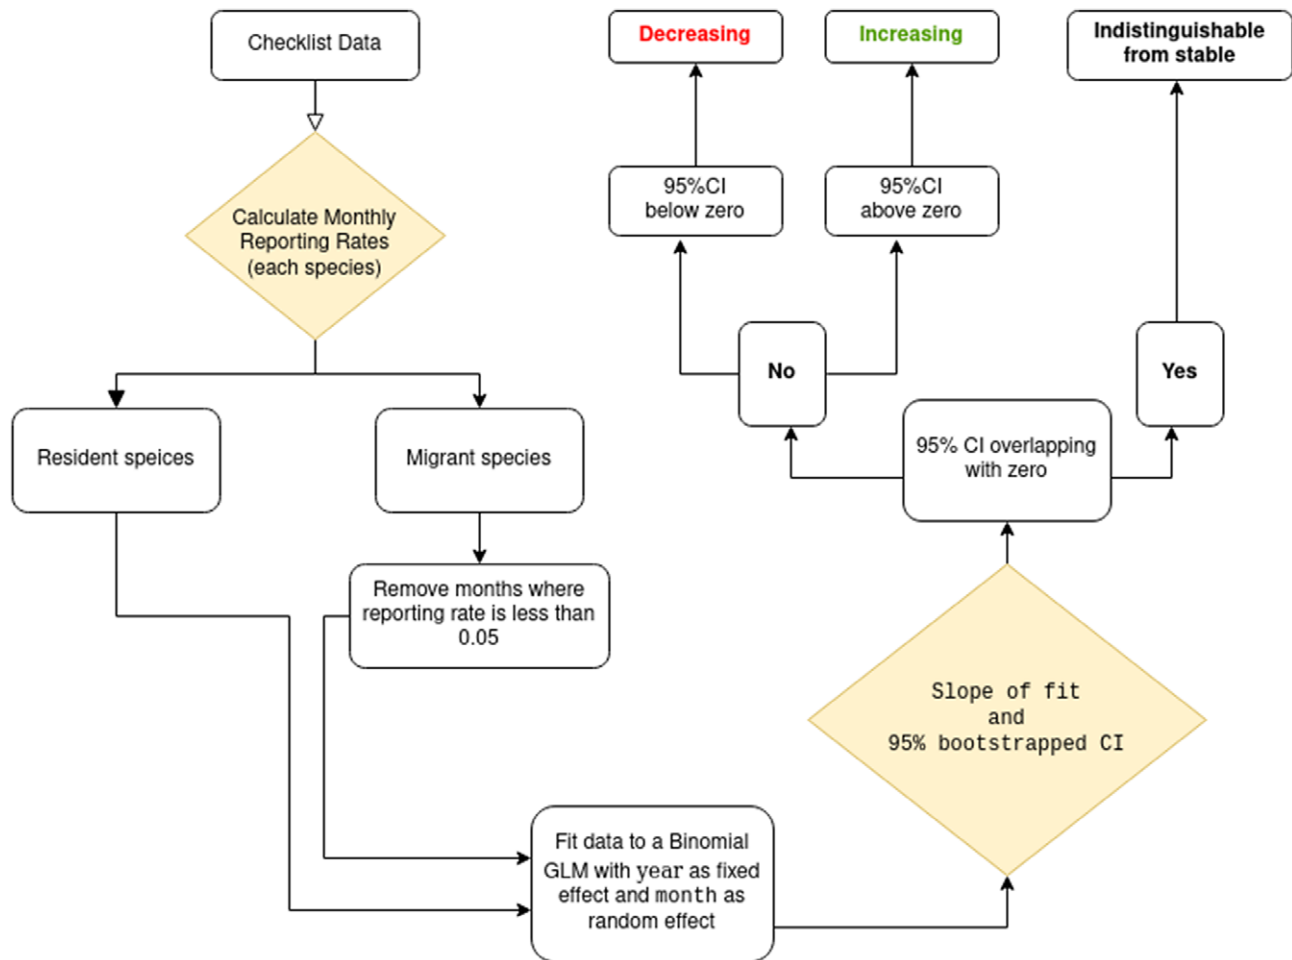 Checklist Data
Calculate Monthly
Reporting Rates
(each species)
Resident speices
Migrant species
Remove months where
reporting rate is less than
0.05
Fit data to a Binomial
GLM with year as fixed
effect and month as
random effect
Slope of fit
and
95% bootstrapped CI
95% CI overlapping
with zero
No
Yes
95%CI
below zero
95%CI
above zero
Decreasing
Increasing
Indistinguishable
from stable